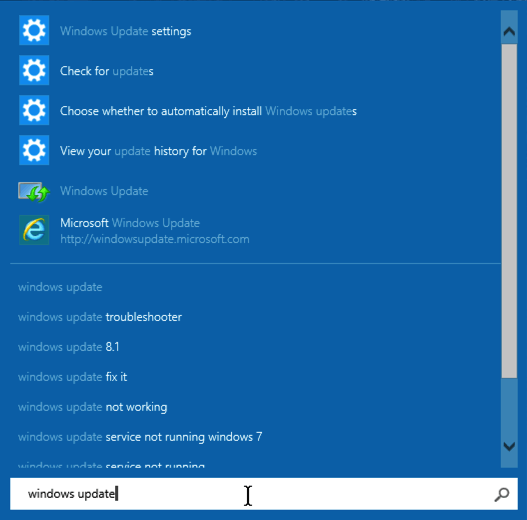 Windows Update settings
Check for updates
Choose whether to automatically install Windows updates
View your update history for Windows
Windows Update
Microsoft Windows Update
http://windowsupdate.microsoft.com
windows update
windows update troubleshooter
windows update 8.1
windows update fix it
windows update not working
windows update service not running windows 7
windows update service not running
windows update